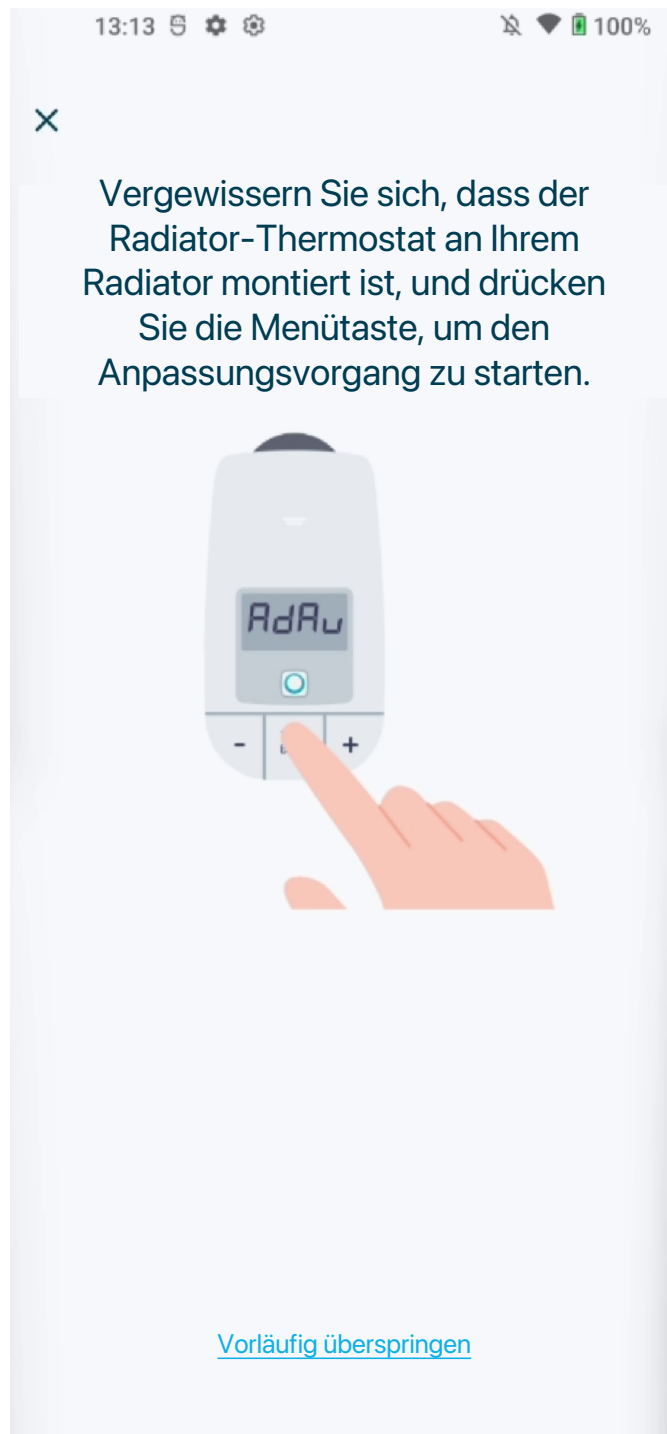 13:13 100%
Vergewissern Sie sich, dass der
Radiator-Thermostat an Ihrem
Radiator montiert ist, und drücken
Sie die Menütaste, um den
Anpassungsvorgang zu starten.
AdAu
- +
Vorläufig überspringen